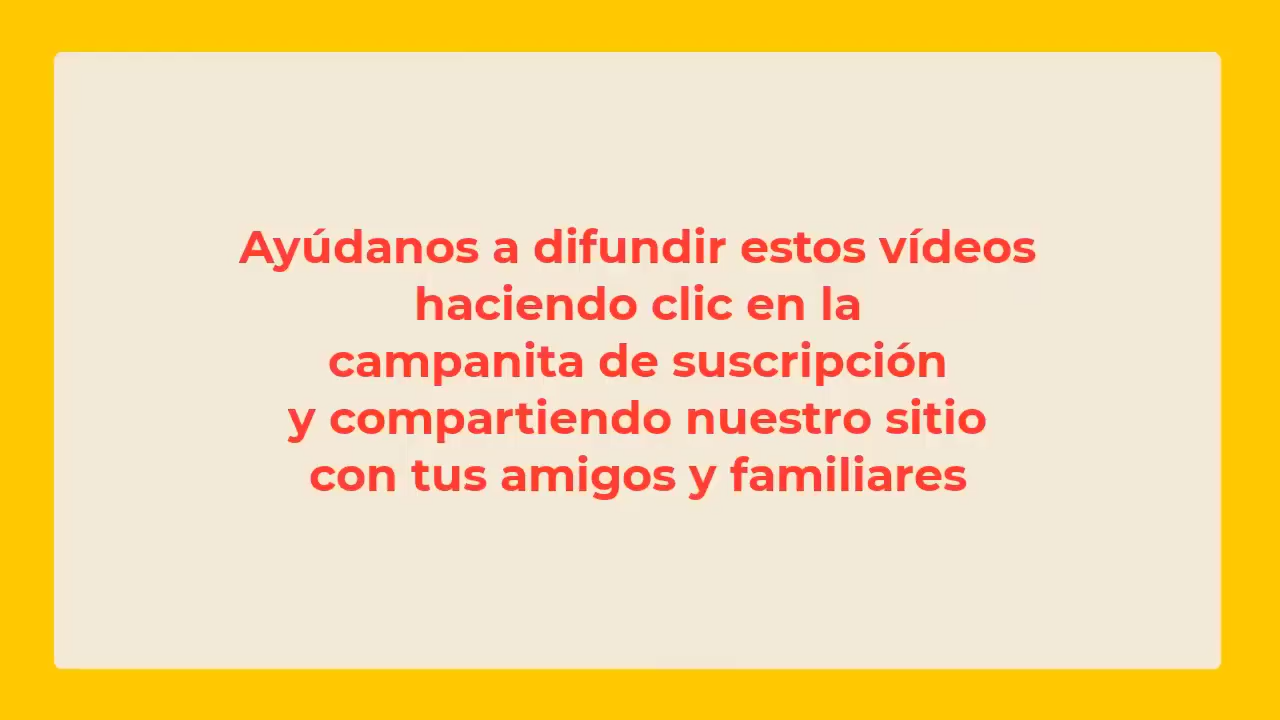 Ayúdanos a difundir estos vídeos
haciendo clic en la
campanita de suscripción
y compartiendo nuestro sitio
con tus amigos y familiares